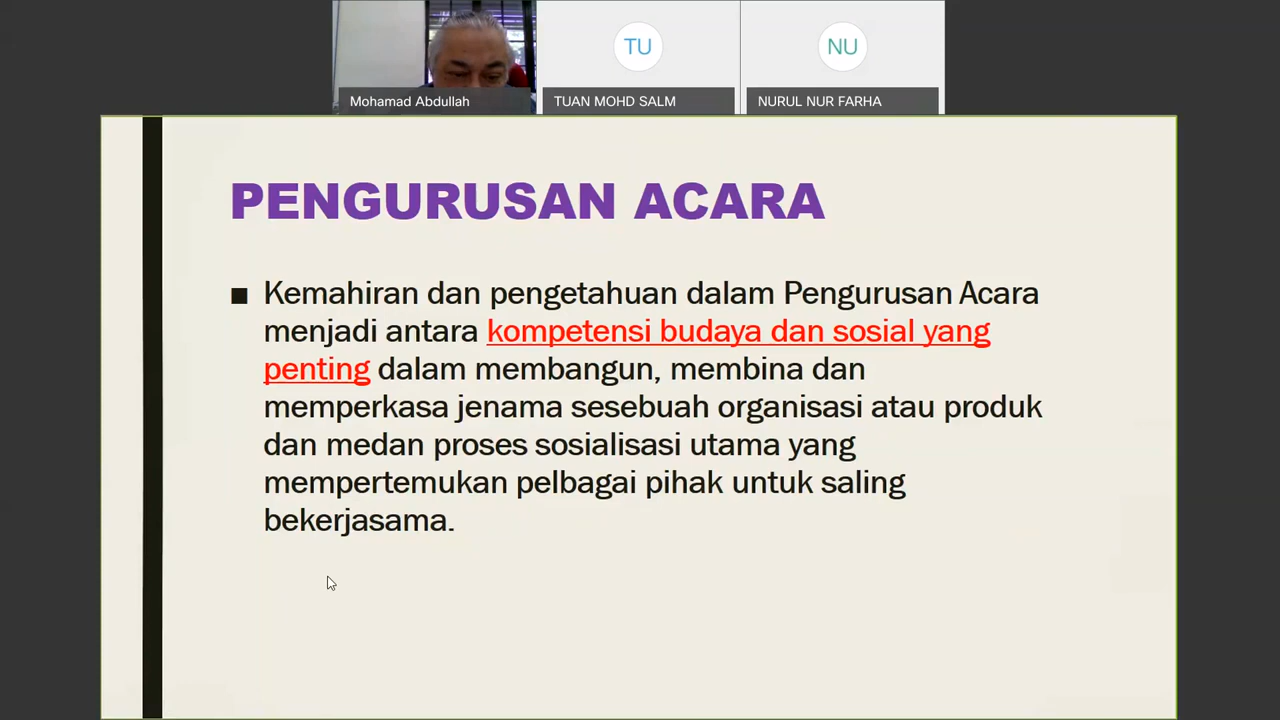 TU
NU
Mohamad Abdullah
TUAN MOHD SALM
NURUL NUR FARHA
PENGURUSAN ACARA
■ Kemahiran dan pengetahuan dalam Pengurusan Acara
menjadi antara kompetensi budaya dan sosial yang
penting dalam membangun, membina dan
memperkasa jenama sesebuah organisasi atau produk
dan medan proses sosialisasi utama yang
mempertemukan pelbagai pihak untuk saling
bekerjasama.